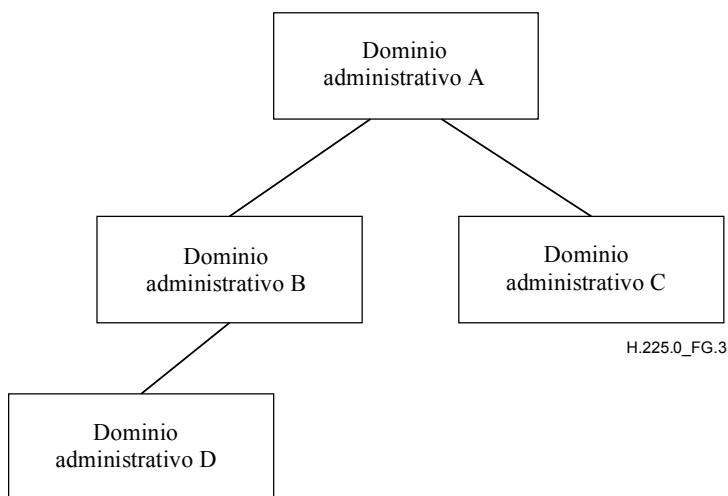 Dominio
administrativo A
Dominio
administrativo B
Dominio
administrativo C
H.225.0_FG.3
Dominio
administrativo D